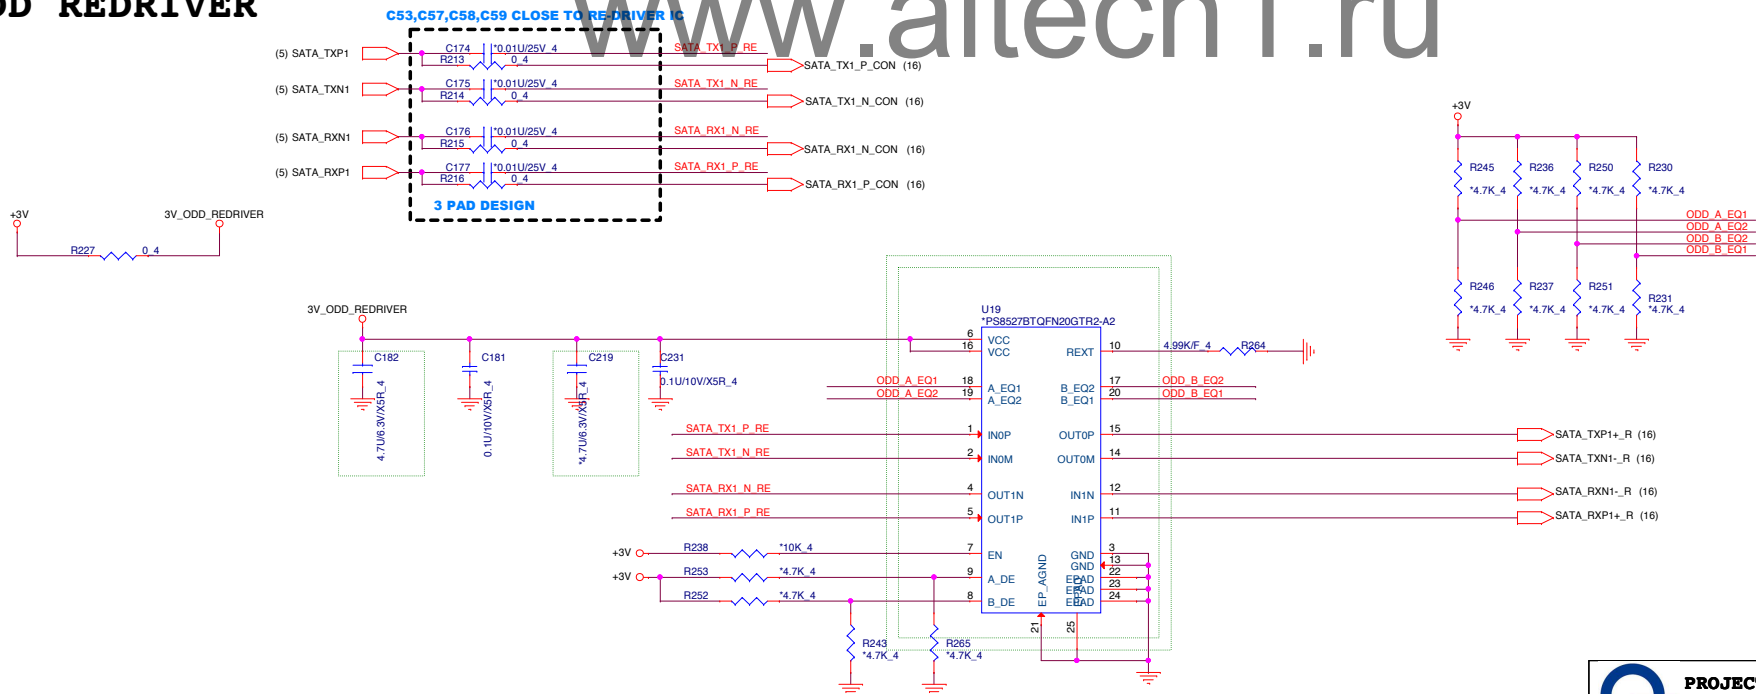 OD REDRIVER
www.altech1.ru
C53,C57,C58,C59 CLOSE TO RE-DRIVER IC
(5) SATA_TXP1
C174
*0.01U/25V_4
SATA_TX1_P_RE
R213
0_4
SATA_TX1_P_CON (16)
(5) SATA_TXN1
C175
*0.01U/25V_4
SATA_TX1_N_RE
R214
0_4
SATA_TX1_N_CON (16)
(5) SATA_RXN1
C176
*0.01U/25V_4
SATA_RX1_N_RE
R215
0_4
SATA_RX1_N_CON (16)
(5) SATA_RXP1
C177
*0.01U/25V_4
SATA_RX1_P_RE
R216
0_4
SATA_RX1_P_CON (16)
3 PAD DESIGN
+3V
3V_ODD_REDRIVER
R227
0_4
+3V
R245
*4.7K_4
R236
*4.7K_4
R250
*4.7K_4
R230
*4.7K_4
ODD_A_EQ1
ODD_A_EQ2
ODD_B_EQ2
ODD_B_EQ1
R246
*4.7K_4
R237
*4.7K_4
R251
*4.7K_4
R231
*4.7K_4
3V_ODD_REDRIVER
C182
4.7U/6.3V/X5R_4
C181
0.1U/10V/X5R_4
C219
*4.7U/6.3V/X5R_4
C231
0.1U/10V/X5R_4
U19
*PS8527BTQFN20GTR2-A2
6 VCC
16 VCC
REXT 10
4.99K/F_4
R264
ODD_A_EQ1 18 A_EQ1
ODD_A_EQ2 19 A_EQ2
B_EQ2 17 ODD_B_EQ2
B_EQ1 20 ODD_B_EQ1
SATA_TX1_P_RE 1 IN0P
OUT0P 15 SATA_TXP1+_R (16)
SATA_TX1_N_RE 2 IN0M
OUT0M 14 SATA_TXN1-_R (16)
SATA_RX1_N_RE 4 OUT1N
IN1N 12 SATA_RXN1-_R (16)
SATA_RX1_P_RE 5 OUT1P
IN1P 11 SATA_RXP1+_R (16)
+3V R238 *10K_4 7 EN
+3V R253 *4.7K_4 9 A_DE
R252 *4.7K_4 8 B_DE
GND 3
GND 13
EPAD 22
EPAD 23
EPAD 24
EP_AGND 21
EPAD 25
R243
*4.7K_4
R265
*4.7K_4
PROJEC